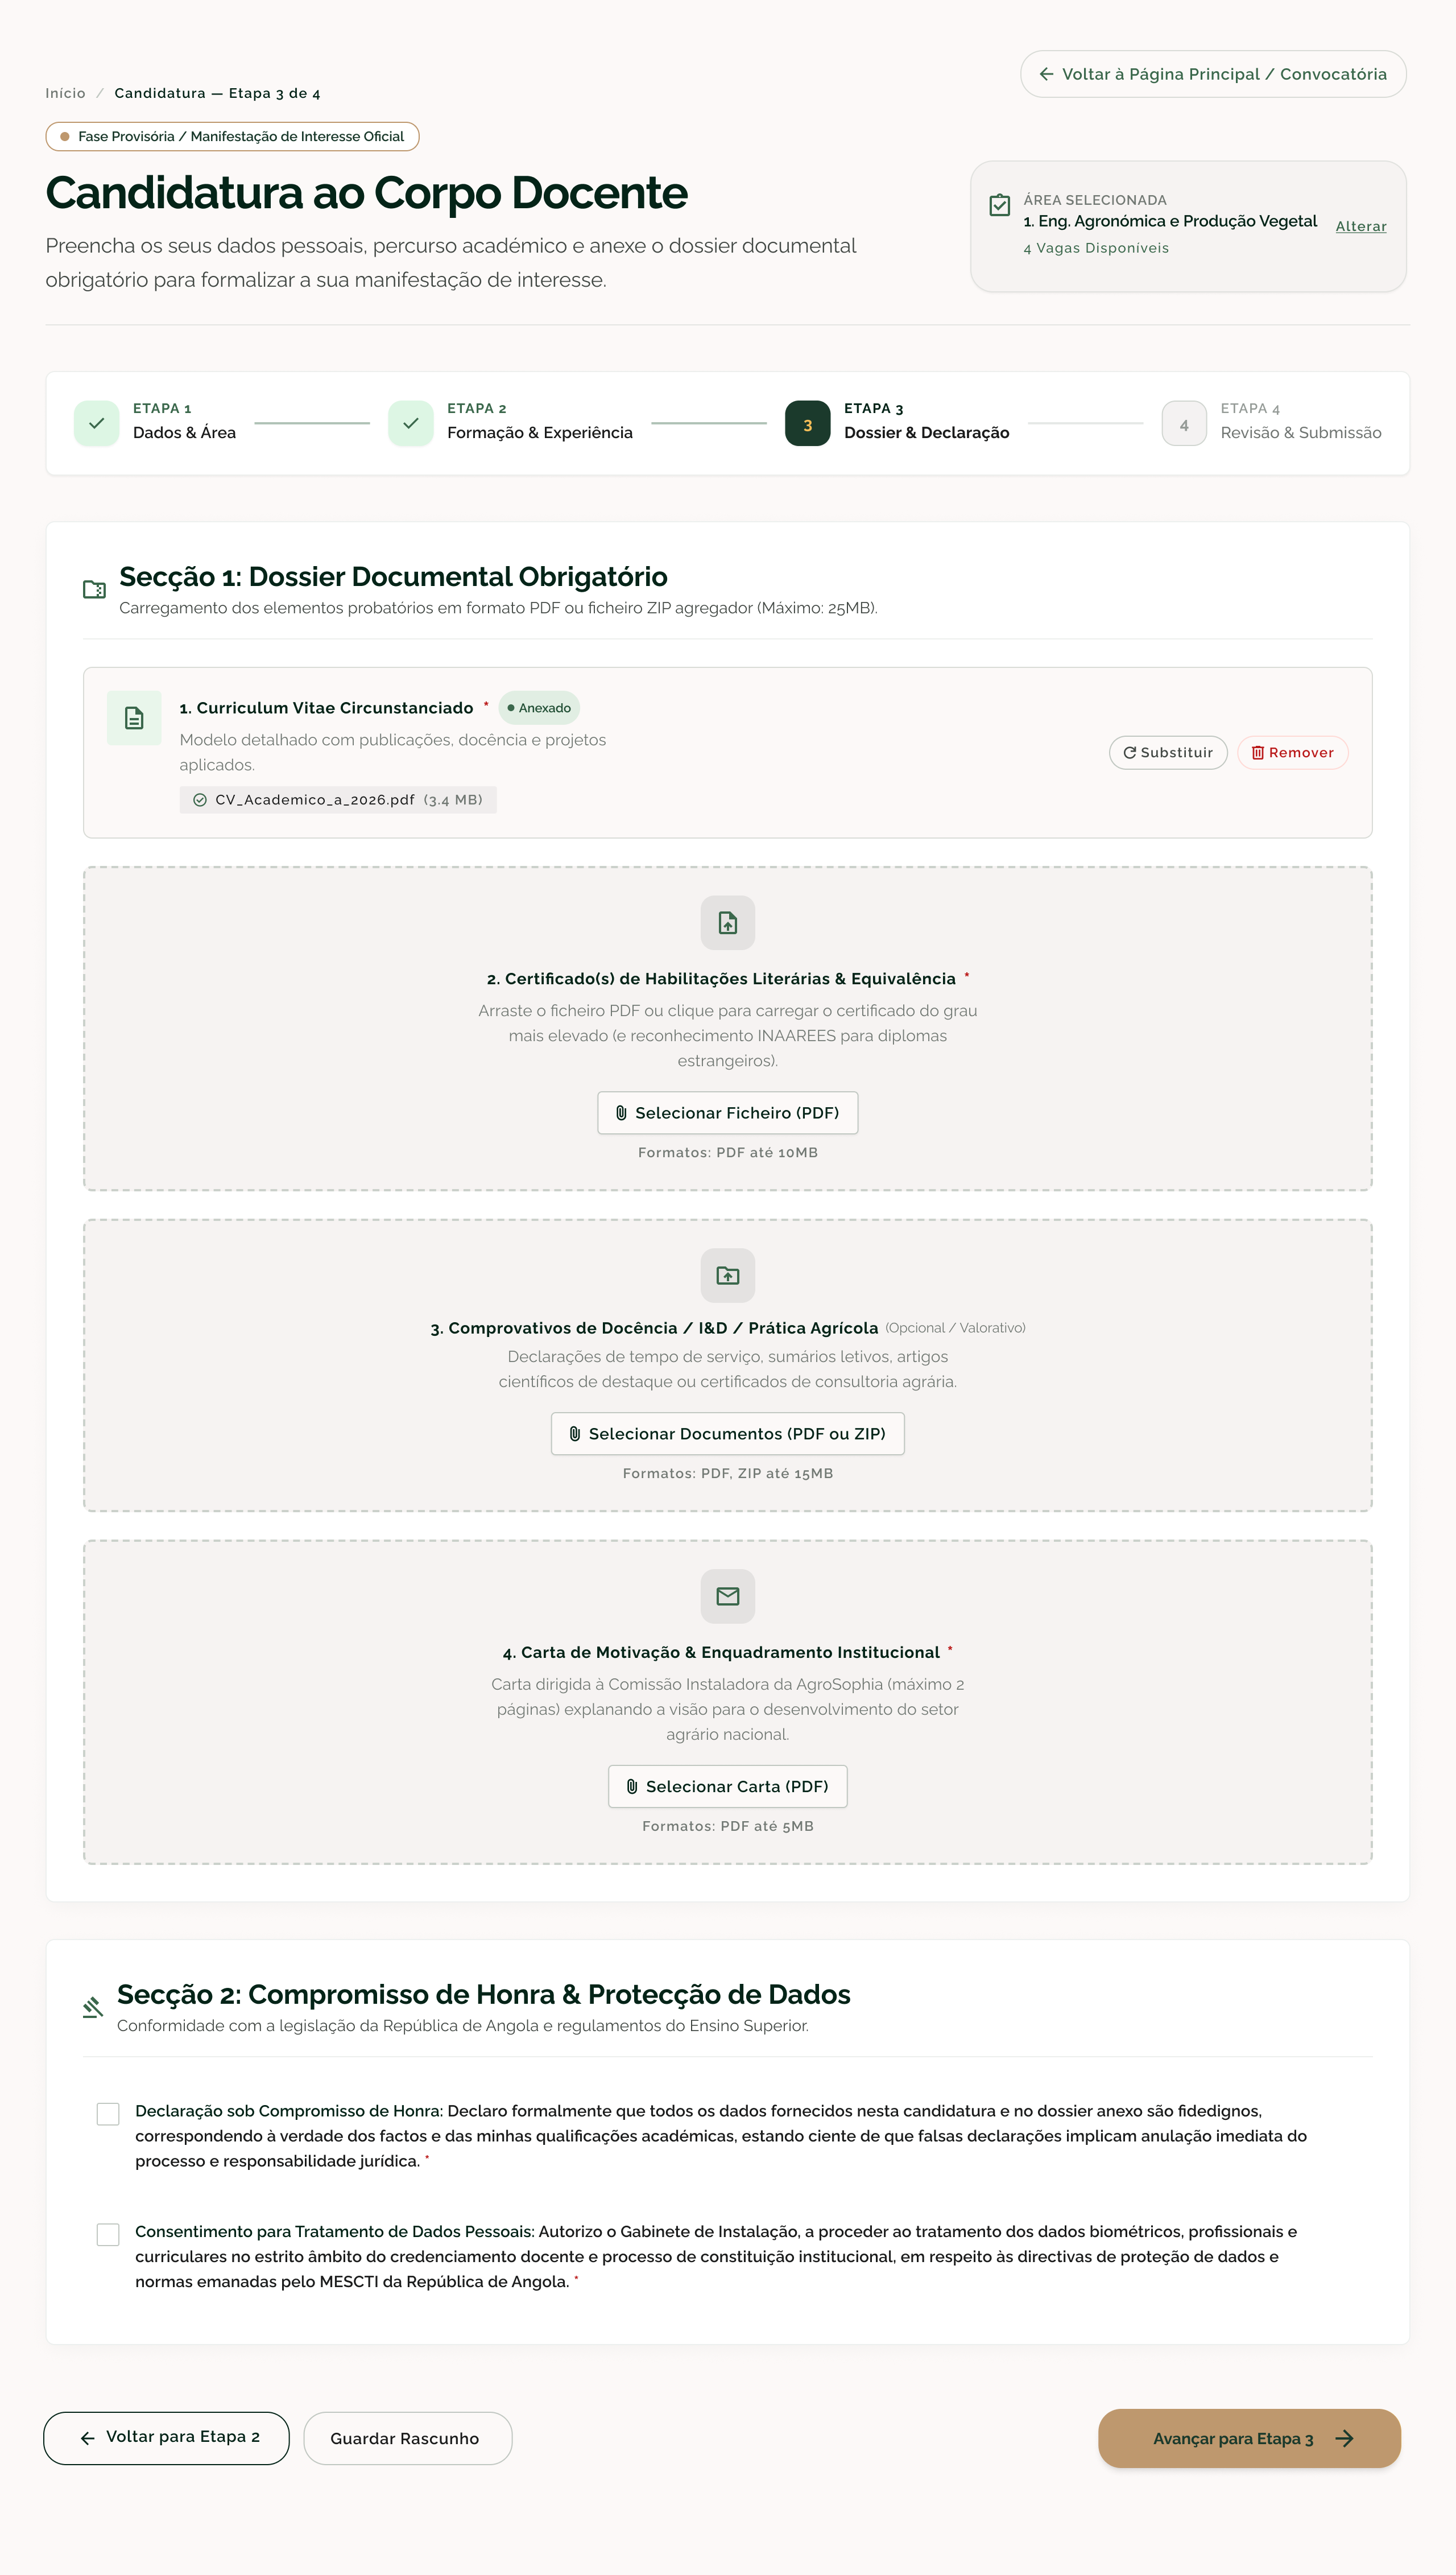 Voltar à Página Principal / Convocatória
Início / Candidatura — Etapa 3 de 4
Fase Provisória / Manifestação de Interesse Oficial
Candidatura ao Corpo Docente
Preencha os seus dados pessoais, percurso académico e anexe o dossier documental
obrigatório para formalizar a sua manifestação de interesse.
ÁREA SELECIONADA
1. Eng. Agronómica e Produção Vegetal
Alterar
4 Vagas Disponíveis
ETAPA 1
Dados & Área
ETAPA 2
Formação & Experiência
3
ETAPA 3
Dossier & Declaração
4
ETAPA 4
Revisão & Submissão
Secção 1: Dossier Documental Obrigatório
Carregamento dos elementos probatórios em formato PDF ou ficheiro ZIP agregador (Máximo: 25MB).
1. Curriculum Vitae Circunstanciado * Anexado
Modelo detalhado com publicações, docência e projetos
aplicados.
CV_Academico_a_2026.pdf (3.4 MB)
Substituir
Remover
2. Certificado(s) de Habilitações Literárias & Equivalência *
Arraste o ficheiro PDF ou clique para carregar o certificado do grau
mais elevado (e reconhecimento INAAREES para diplomas
estrangeiros).
Selecionar Ficheiro (PDF)
Formatos: PDF até 10MB
3. Comprovativos de Docência / I&D / Prática Agrícola (Opcional / Valorativo)
Declarações de tempo de serviço, sumários letivos, artigos
científicos de destaque ou certificados de consultoria agrária.
Selecionar Documentos (PDF ou ZIP)
Formatos: PDF, ZIP até 15MB
4. Carta de Motivação & Enquadramento Institucional *
Carta dirigida à Comissão Instaladora da AgroSophia (máximo 2
páginas) explanando a visão para o desenvolvimento do setor
agrário nacional.
Selecionar Carta (PDF)
Formatos: PDF até 5MB
Secção 2: Compromisso de Honra & Protecção de Dados
Conformidade com a legislação da República de Angola e regulamentos do Ensino Superior.
Declaração sob Compromisso de Honra: Declaro formalmente que todos os dados fornecidos nesta candidatura e no dossier anexo são fidedignos,
correspondendo à verdade dos factos e das minhas qualificações académicas, estando ciente de que falsas declarações implicam anulação imediata do
processo e responsabilidade jurídica. *
Consentimento para Tratamento de Dados Pessoais: Autorizo o Gabinete de Instalação, a proceder ao tratamento dos dados biométricos, profissionais e
curriculares no estrito âmbito do credenciamento docente e processo de constituição institucional, em respeito às directivas de proteção de dados e
normas emanadas pelo MESCTI da República de Angola. *
Voltar para Etapa 2
Guardar Rascunho
Avançar para Etapa 3